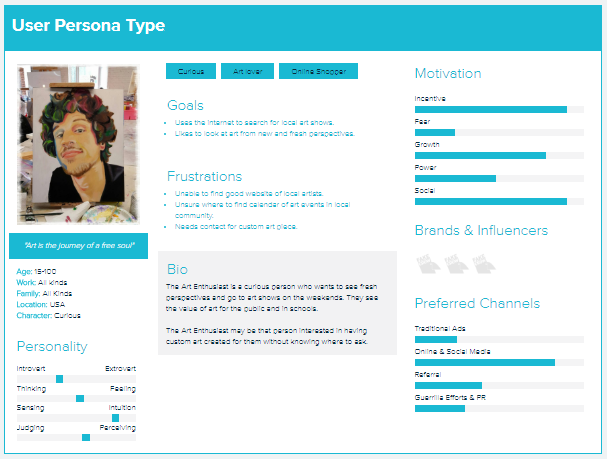 User Persona Type
"Art is the journey of a free soul"
Age: 15-100
Work: All kinds
Family: All Kinds
Location: USA
Character: Curious
Personality
Introvert Extrovert
Thinking Feeling
Sensing Intuition
Judging Perceiving
Curious Art lover Online Shopper
Goals
Uses the internet to search for local art shows.
Likes to look at art from new and fresh perspectives.
Frustrations
Unable to find good website of local artists.
Unsure where to find calender of art events in local
community.
Needs contact for custom art piece.
Bio
The Art Enthusiast is a curious person who wants to see fresh
perspectives and go to art shows on the weekends. They see
the value of art for the public and in schools.
The Art Enthusiast may be that person interested in having
custom art created for them without knowing where to ask.
Motivation
Incentive
Fear
Growth
Power
Social
Brands & Influencers
Preferred Channels
Traditional Ads
Online & Social Media
Referral
Guerrilla Efforts & PR